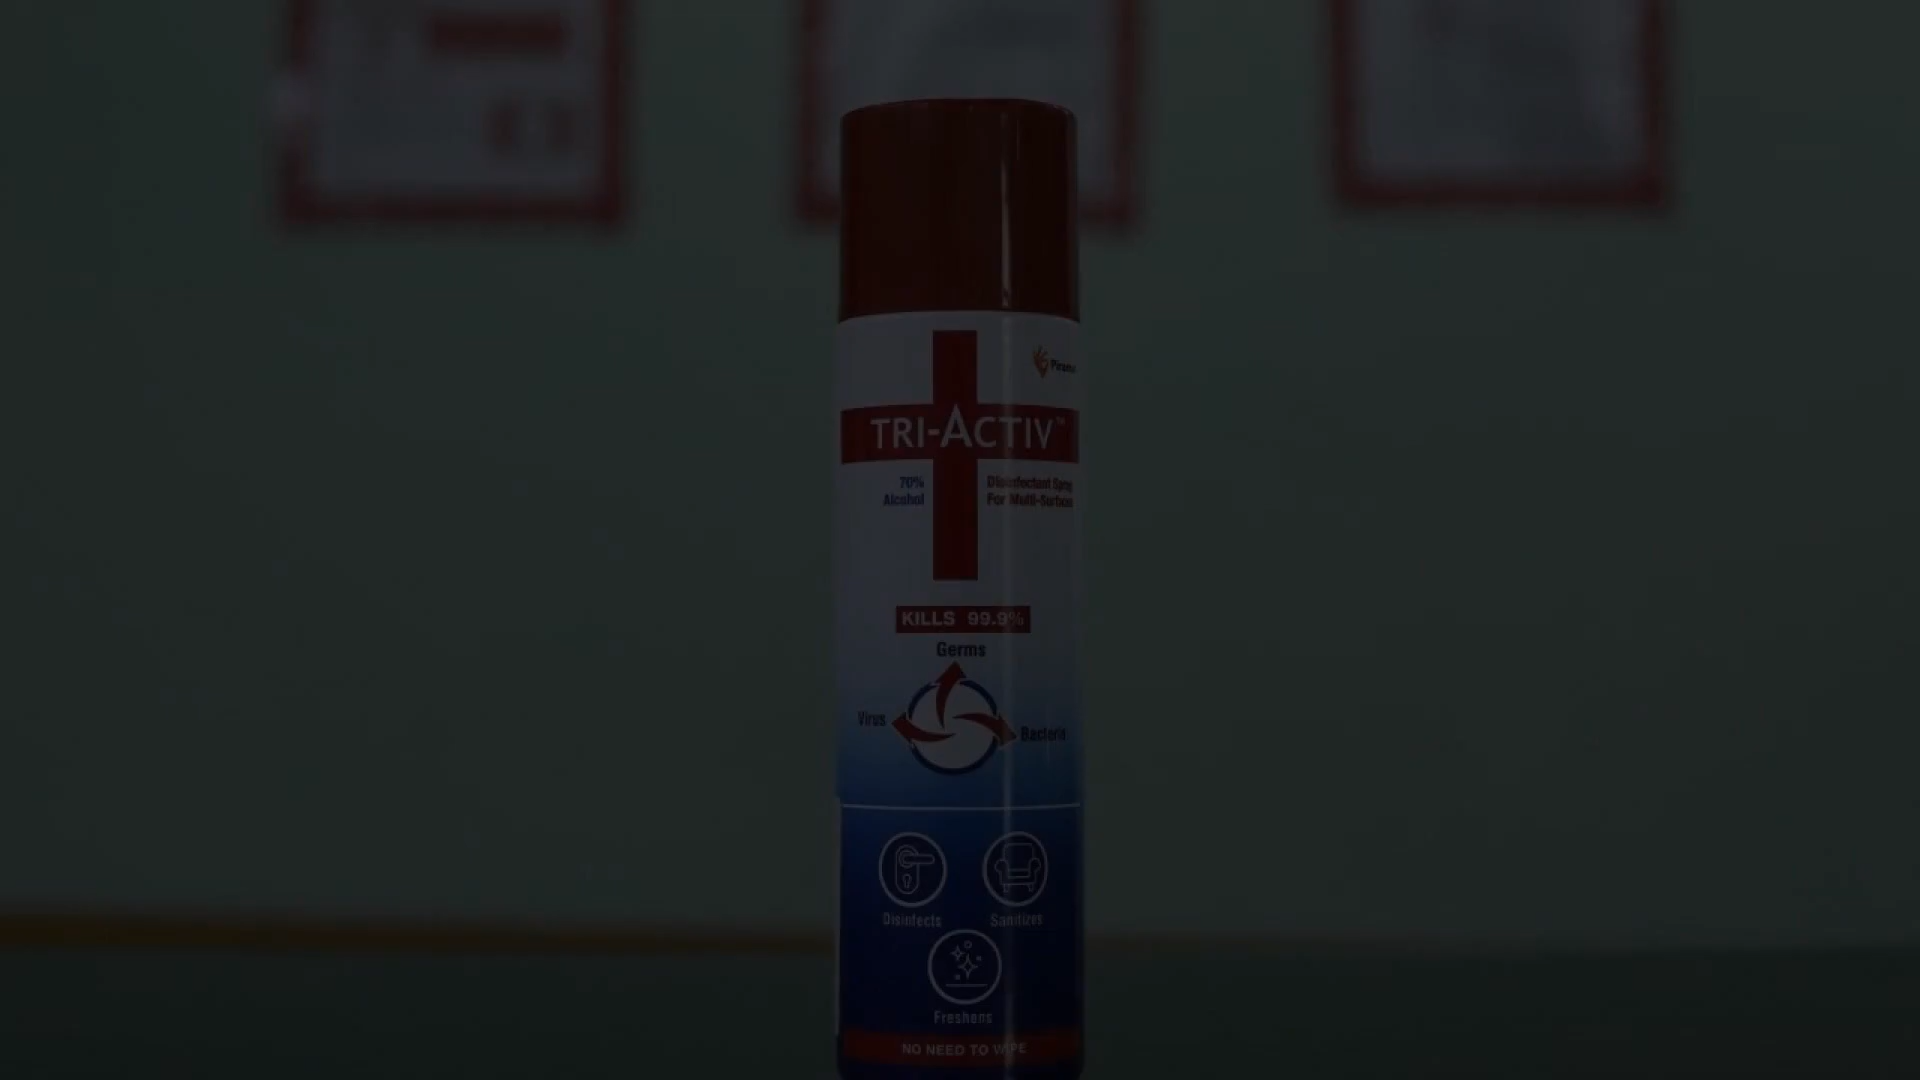 Piramal
TRI-ACTIV™
70%
Alcohol
Disinfectant Spray
For Multi-Surfaces
KILLS 99.9%
Germs
Virus
Bacteria
Disinfects
Sanitizes
Freshens
NO NEED TO WIPE